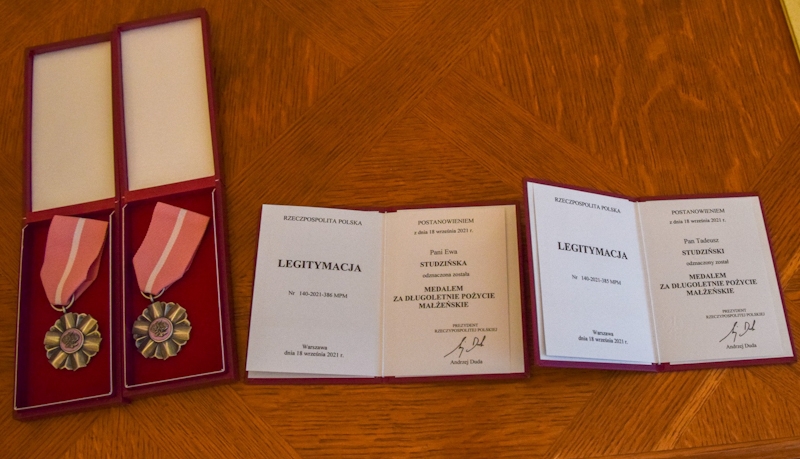 RZECZPOSPOLITA POLSKA
LEGITYMACJA
Nr 140-2021-386 MPM
Warszawa
dnia 18 września 2021 r.
POSTANOWIENIEM
z dnia 18 września 2021 r.
Pani Ewa
STUDZIŃSKA
odznaczona została
MEDALEM
ZA DŁUGOLETNIE POŻYCIE
MAŁŻEŃSKIE
PREZYDENT
RZECZYPOSPOLITEJ POLSKIEJ
Andrzej Duda
RZECZPOSPOLITA POLSKA
LEGITYMACJA
Nr 140-2021-385 MPM
Warszawa
dnia 18 września 2021 r.
POSTANOWIENIEM
z dnia 18 września 2021 r.
Pan Tadeusz
STUDZIŃSKI
odznaczony został
MEDALEM
ZA DŁUGOLETNIE POŻYCIE
MAŁŻEŃSKIE
PREZYDENT
RZECZYPOSPOLITEJ POLSKIEJ
Andrzej Duda